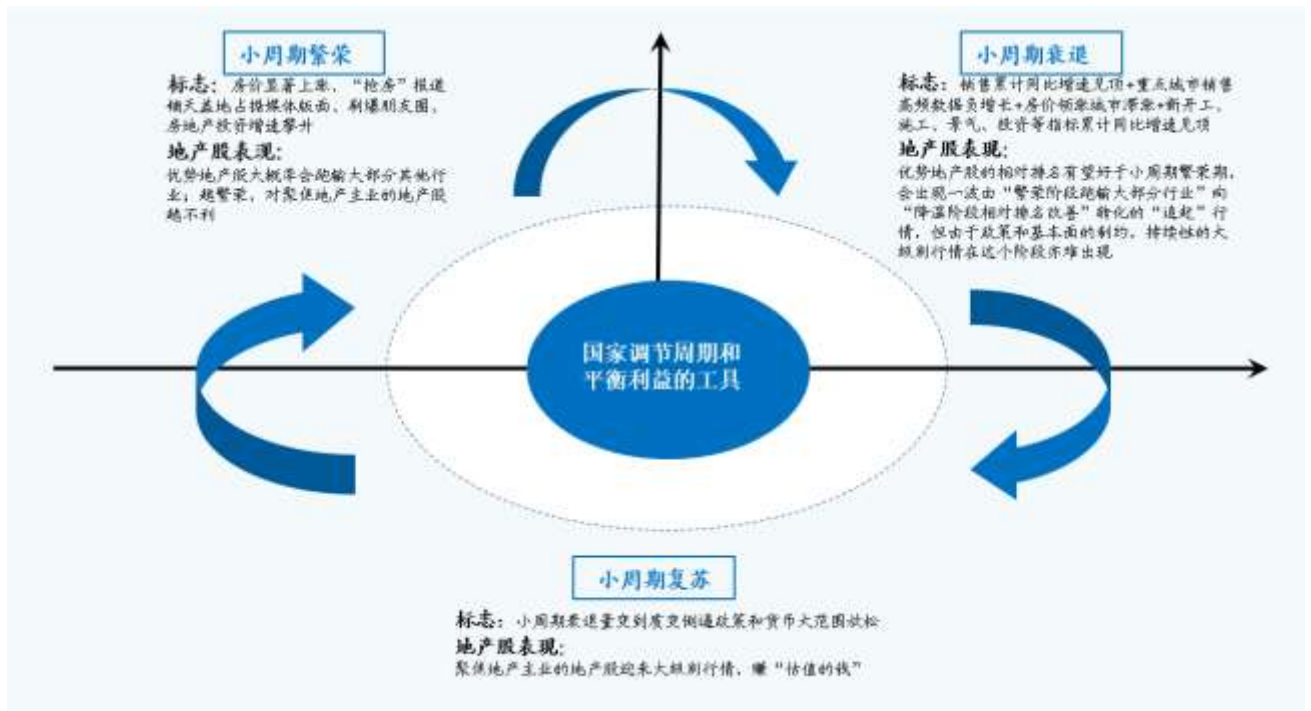 小周期繁荣
标志：房价显著上涨，“抢房”报道
铺天盖地占据媒体版面、刷爆朋友圈，
房地产投资增速攀升
地产股表现：
优势地产股大概率会跑输大部分其他行
业；越繁荣，对聚焦地产主业的地产股
越不利
小周期衰退
标志：销售累计同比增速见顶+重点城市销售
高频数据负增长+房价领涨城市滞涨+新开工、
施工、景气、投资等指标累计同比增速见顶
地产股表现：
优势地产股的相对排名有望好于小周期繁荣期，
会出现一波由“繁荣阶段跑输大部分行业”向
“降温阶段相对排名改善”转化的“追赶”行
情，但由于政策和基本面的制约，持续性的大
级别行情在这个阶段亦难出现
国家调节周期和
平衡利益的工具
小周期复苏
标志：小周期衰退量变到质变倒逼政策和货币大范围放松
地产股表现：
聚焦地产主业的地产股迎来大级别行情，赚“估值的钱”